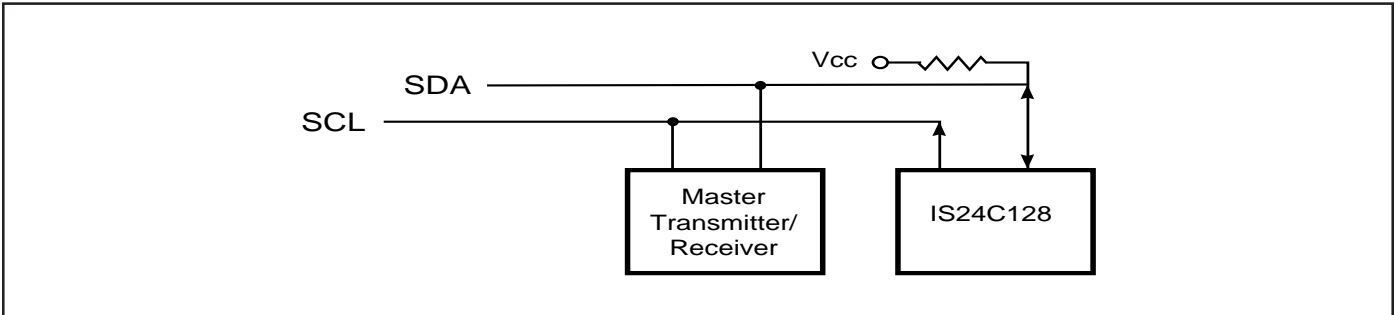 Vcc
SDA
SCL
Master
Transmitter/
Receiver
IS24C128